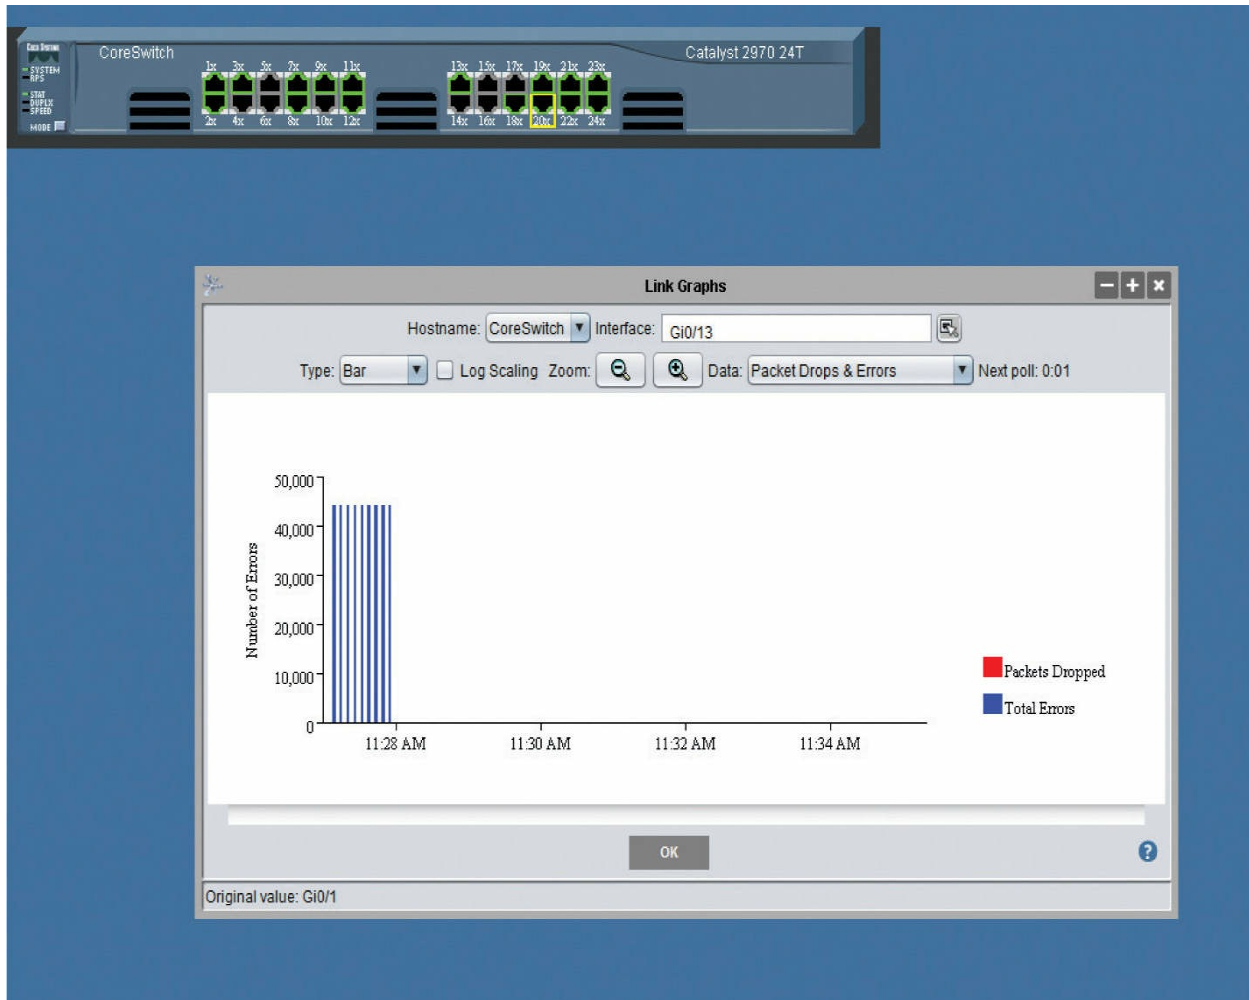 Cisco Systems
CoreSwitch
Catalyst 2970 24T
SYSTEM
RPS
STAT
DUPLX
SPEED
MODE
1x 3x 5x 7x 9x 11x
13x 15x 17x 19x 21x 23x
2x 4x 6x 8x 10x 12x
14x 16x 18x 20x 22x 24x
Link Graphs
Hostname: CoreSwitch Interface: Gi0/13
Type: Bar Log Scaling Zoom: Data: Packet Drops & Errors Next poll: 0:01
Number of Errors
50,000
40,000
30,000
20,000
10,000
0
11:28 AM 11:30 AM 11:32 AM 11:34 AM
Packets Dropped
Total Errors
OK
?
Original value: Gi0/1